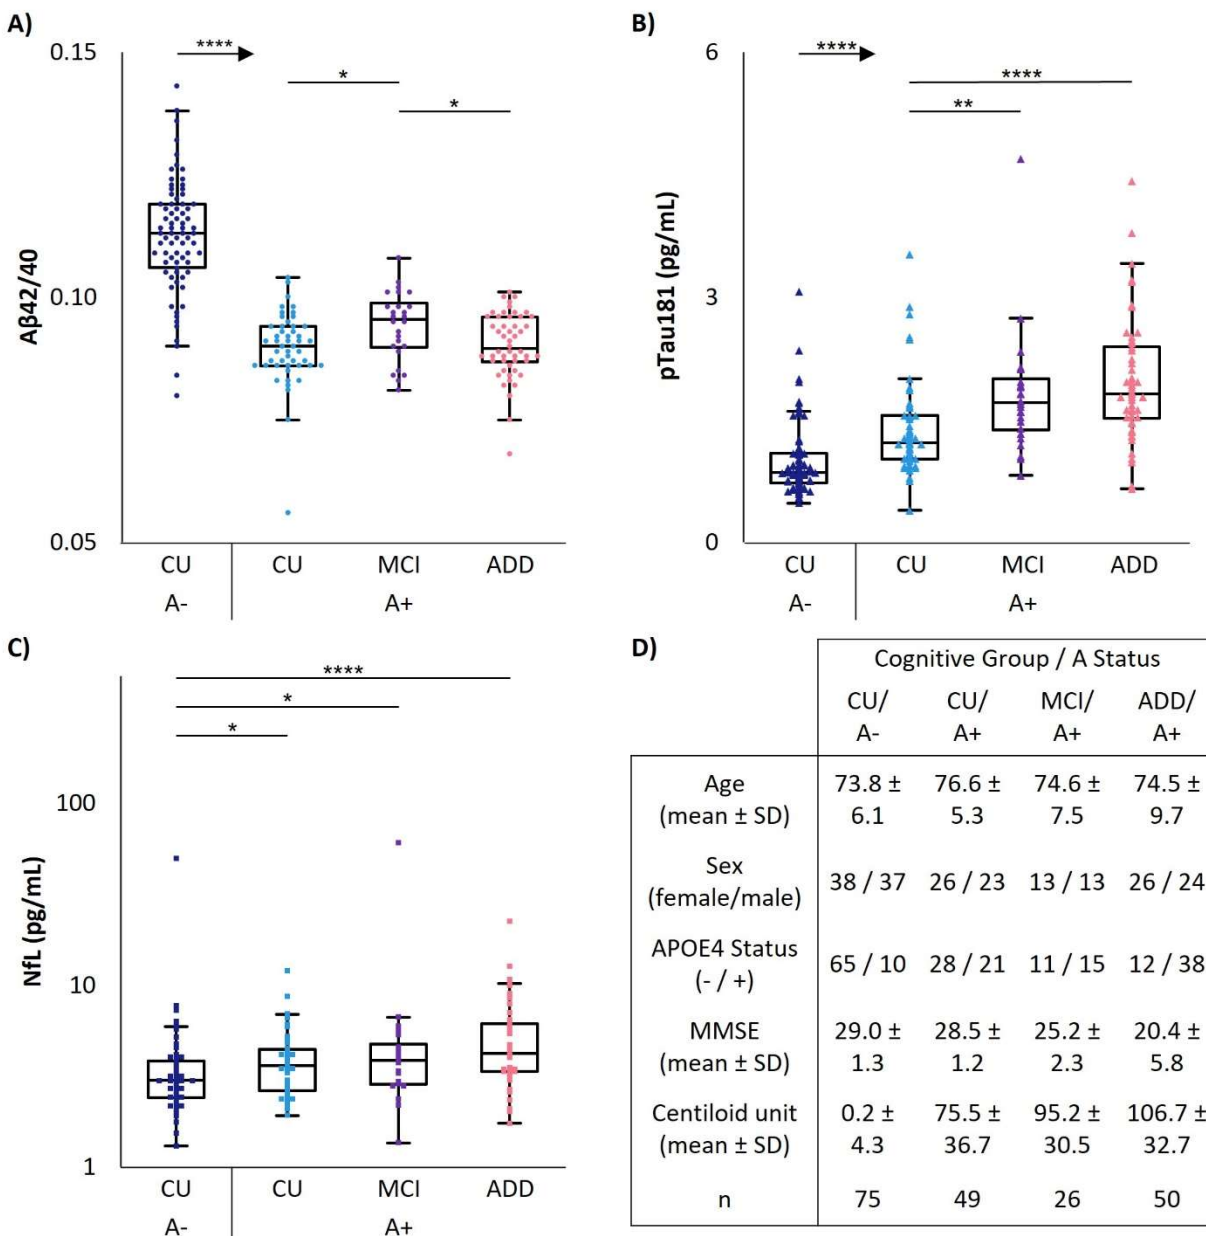 A)
0.15
****
*
*
Aβ42/40
0.10
0.05
CU CU MCI ADD
A- A+
B)
6
****
****
**
pTau181 (pg/mL)
3
0
CU CU MCI ADD
A- A+
C)
****
*
*
100
NfL (pg/mL)
10
1
CU CU MCI ADD
A- A+
D)
Cognitive Group / A Status
CU/ CU/ MCI/ ADD/
A- A+ A+ A+
Age 73.8 ± 76.6 ± 74.6 ± 74.5 ±
(mean ± SD) 6.1 5.3 7.5 9.7
Sex
(female/male) 38 / 37 26 / 23 13 / 13 26 / 24
APOE4 Status
(- / +) 65 / 10 28 / 21 11 / 15 12 / 38
MMSE 29.0 ± 28.5 ± 25.2 ± 20.4 ±
(mean ± SD) 1.3 1.2 2.3 5.8
Centiloid unit 0.2 ± 75.5 ± 95.2 ± 106.7 ±
(mean ± SD) 4.3 36.7 30.5 32.7
n 75 49 26 50